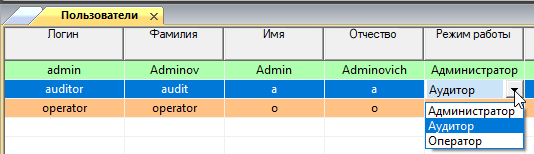 Пользователи
Логин Фамилия Имя Отчество Режим работы
admin Adminov Admin Adminovich Администратор
auditor audit a a Аудитор
operator operator o o
Администратор
Аудитор
Оператор